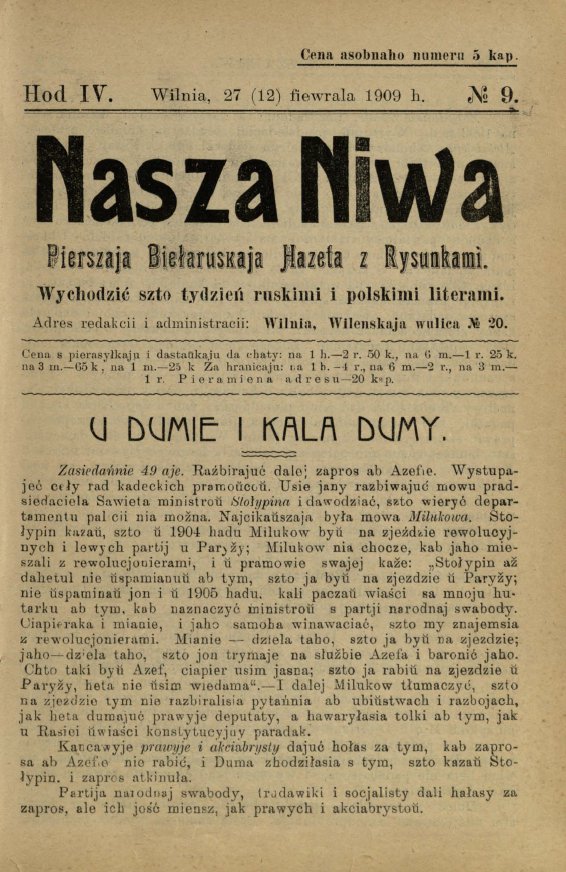 Cena asobnaho numeru 5 kap.
Hod IV. Wilnia, 27 (12) fiewrala 1909 h. № 9.
Nasza Niwa
Pierszaja Biełaruskaja Hazeta z Rysunkami.
Wychodzić szto tydzień ruskimi i polskimi literami.
Adres redakcii i administracii: Wilnia, Wilenskaja wulica № 20.
Cena s pierasyłkaju i dastaŭkaju da chaty: na 1 h.—2 r. 50 k., na 6 m.—1 r. 25 k.
na 3 m.—65 k, na 1 m.—25 k Za hranicaju: na 1 h.—4 r., na 6 m.—2 r., na 3 m.—
1 r. Pieramiena adresu—20 kap.
U DUMIE I KALA DUMY.
Zasiedańnie 49 aje. Raźbirajuć dalej zapros ab Azefie. Wystupa-
jeć ceły rad kadeckich pramoŭcoŭ. Usie jany razbiwajuć mowu prad-
siedaciela Sawieta ministroŭ Stołypina i dawodziać, szto wieryć depar-
tamentu palicii nia možna. Najcikaŭszaja była mowa Milukowa. Sto-
łypin kazaŭ, szto ŭ 1904 hadu Milukow byŭ na zjeździe rewolucyj-
nych i lewych partij u Paryży; Milukow nia chocze, kab jaho mie-
szali z rewolucjonierami, i ŭ pramowie swajej każe: „Stołypin aż
dahetul nie ŭspaminaŭ ab tym, szto ja byŭ na zjezdzie ŭ Paryży;
nie ŭspaminaŭ jon i ŭ 1905 hadu, kali paczaŭ wiaści sa mnoju hu-
tarku ab tym, kab naznaczyć ministroŭ s partji narodnaj swabody.
Ciapieraka i mianie, i jaho samoha winawaciać, szto my znajemsia
z rewolucjonierami. Mianie — dziela taho, szto ja byŭ na zjezdzie;
jaho—dziela taho, szto jon trymaje na służbie Azefa i baronić jaho.
Chto taki byŭ Azef, ciapier usim jasna; szto ja rabiŭ na zjezdzie ŭ
Paryży, heta nie ŭsim wiedama“.—I dalej Milukow tłumaczyć, szto
na zjezdzie tym nie razbiralisia pytańnia ab ubiŭstwach i razbojach,
jak heta dumajuć prawyje deputaty, a hawaryłasia tolki ab tym, jak
u Rasiei ŭwiaści konstytucyjny paradak.
Kancawyje prawyje i akciabrysty dajuć hołas za tym, kab zapro-
sa ab Azefie nie rabić, i Duma zhodziłasia s tym, szto kazaŭ Sto-
łypin, i zapros atkinuła.
Partija narodnaj swabody, trudawiki i socjalisty dali hałasy za
zapros, ale ich jość miensz, jak prawych i akciabrystoŭ.